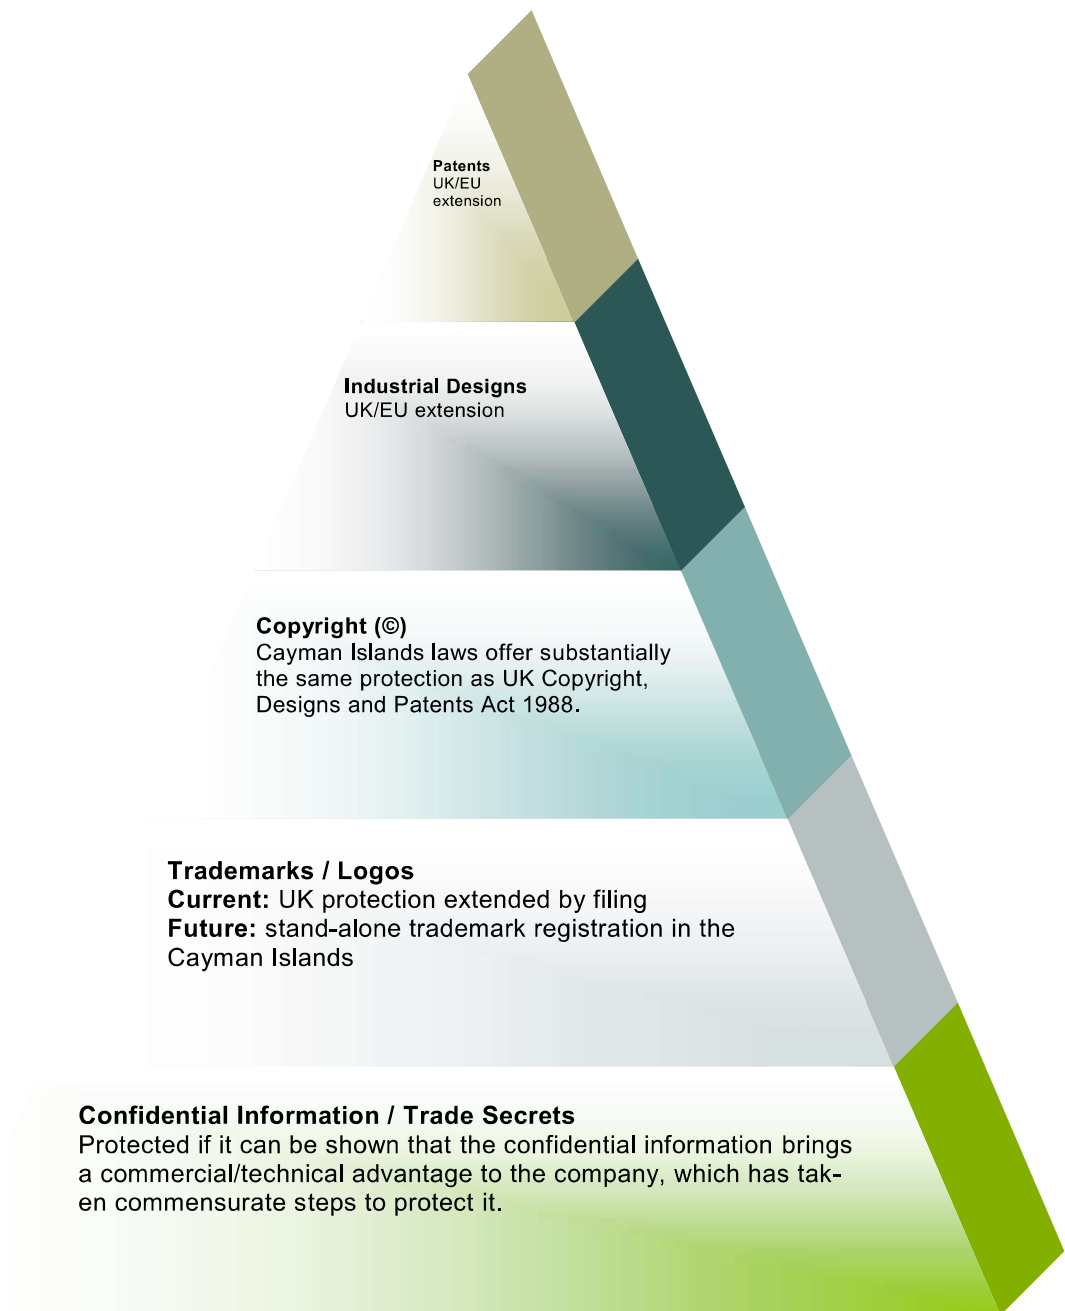 Patents
UK/EU
extension
Industrial Designs
UK/EU extension
Copyright (©)
Cayman Islands laws offer substantially
the same protection as UK Copyright,
Designs and Patents Act 1988.
Trademarks / Logos
Current: UK protection extended by filing
Future: stand-alone trademark registration in the
Cayman Islands
Confidential Information / Trade Secrets
Protected if it can be shown that the confidential information brings
a commercial/technical advantage to the company, which has tak-
en commensurate steps to protect it.